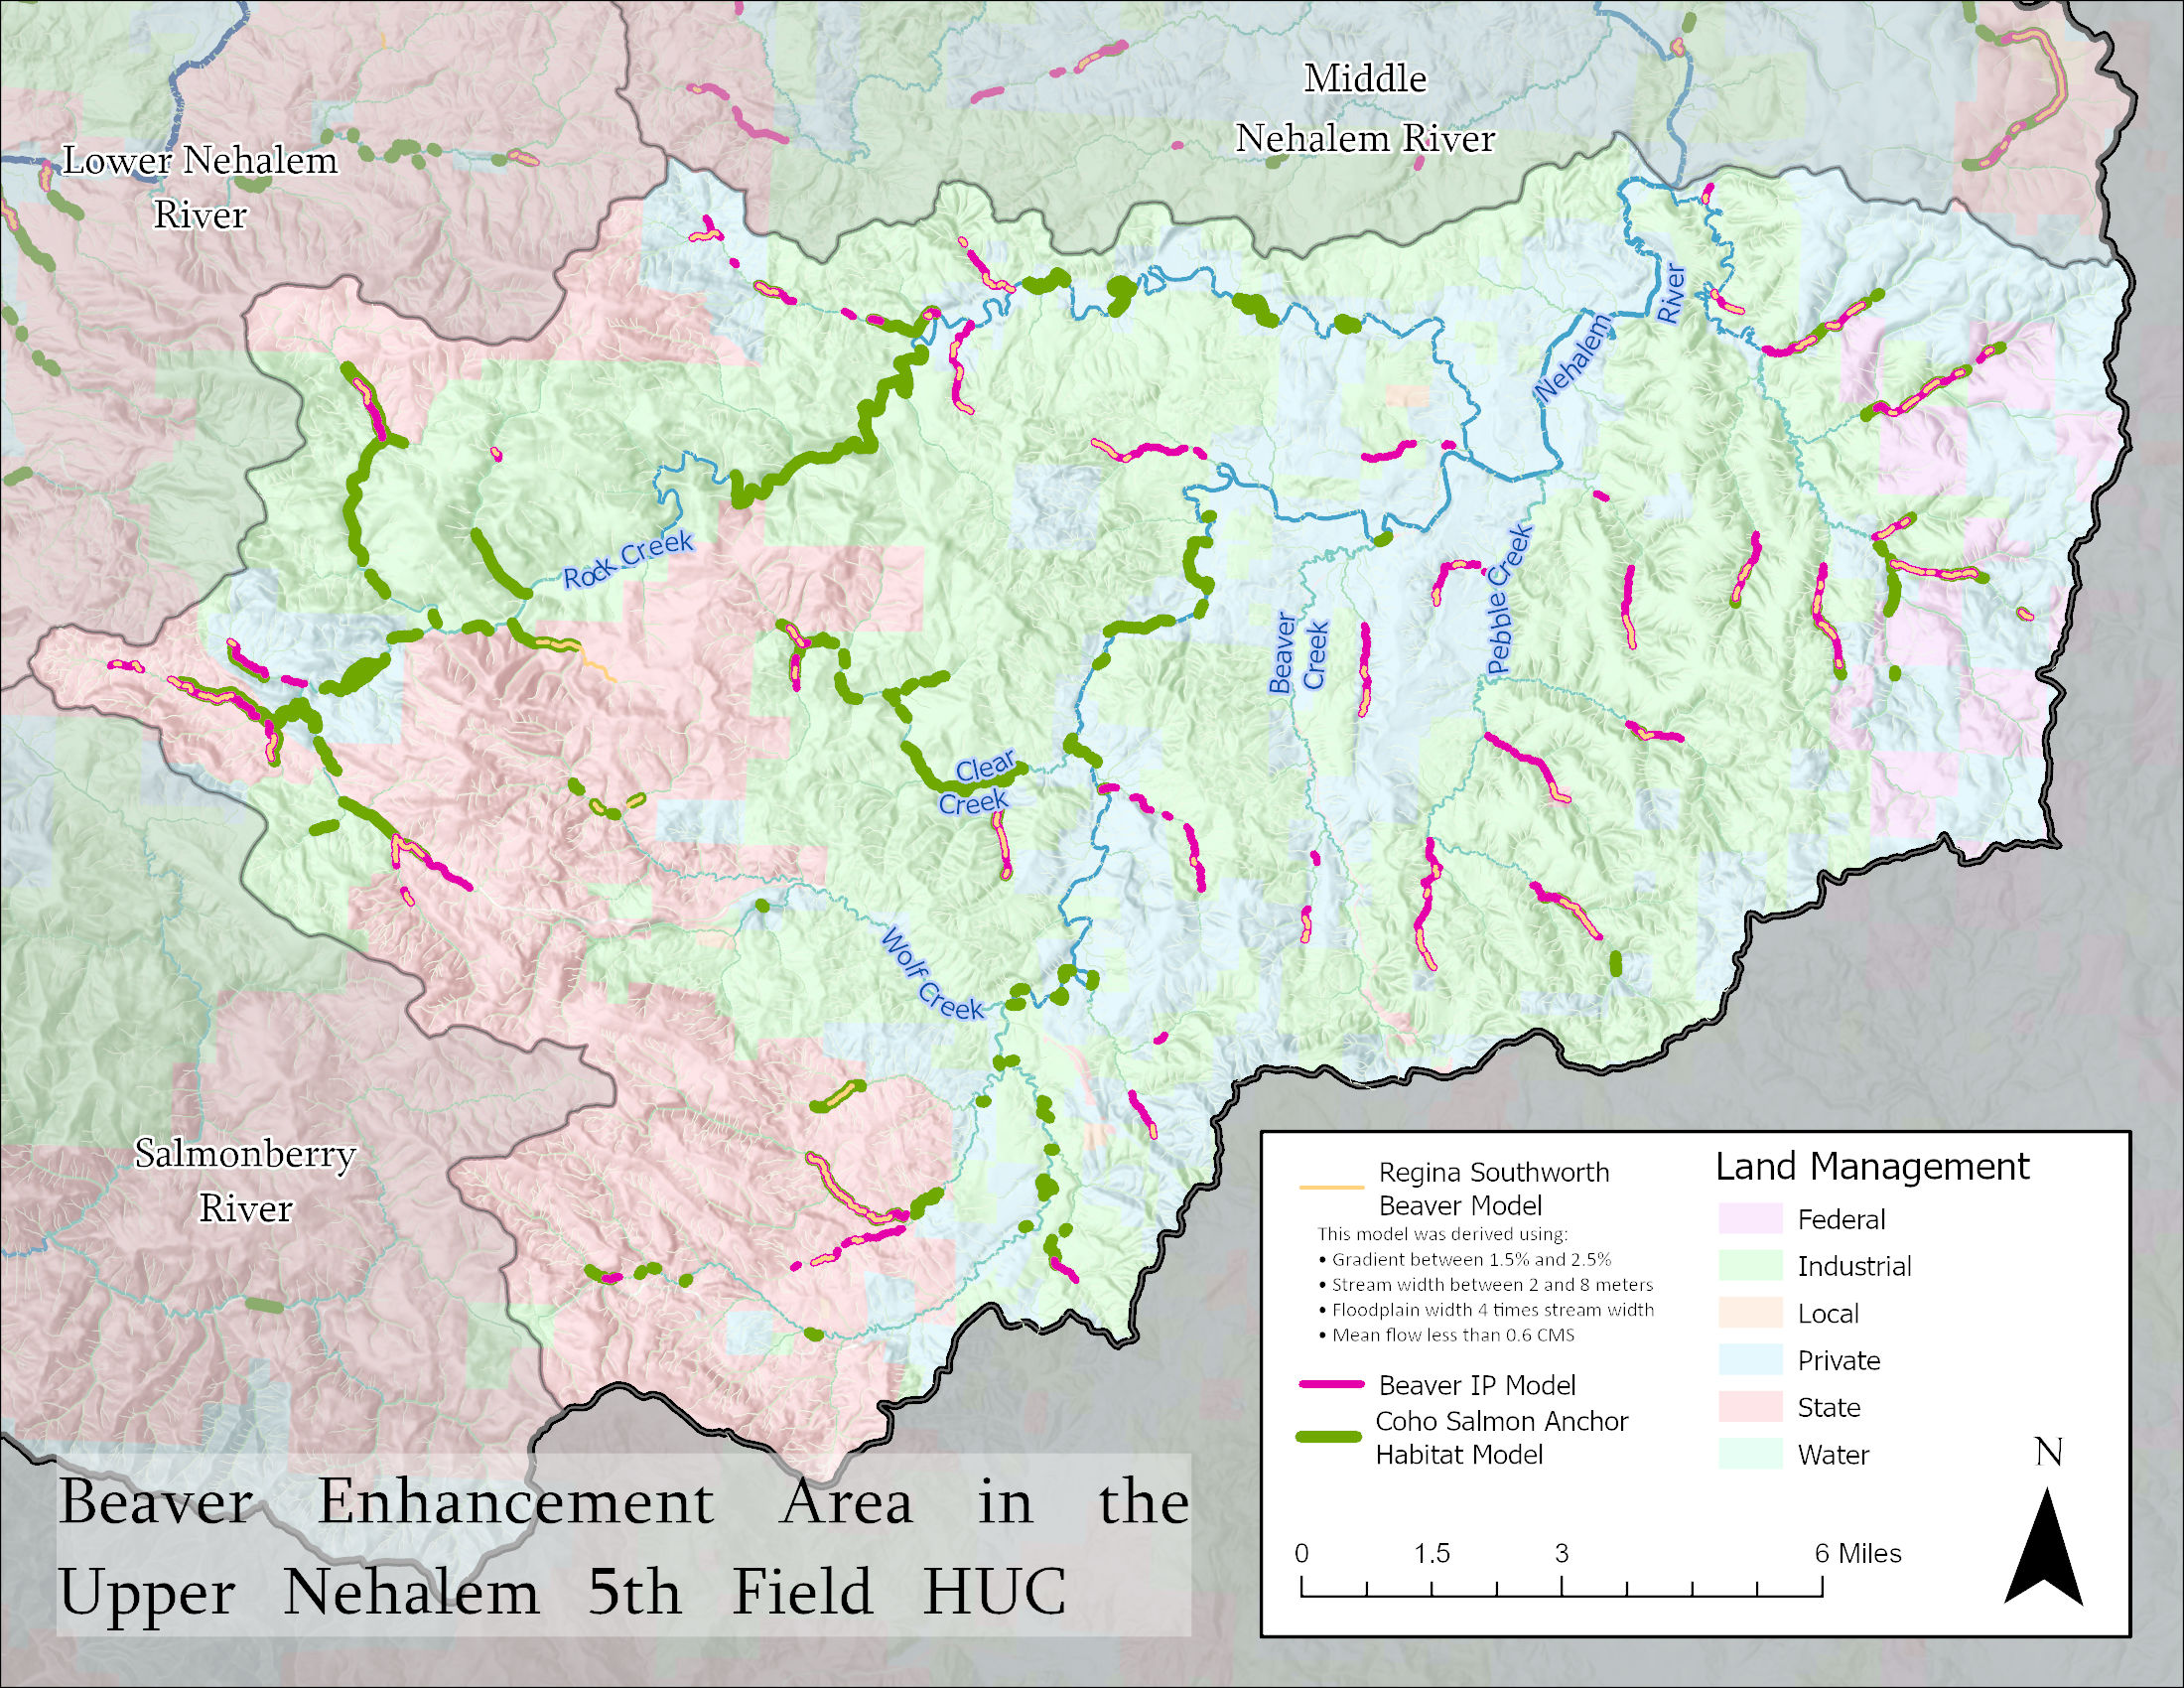 Middle
Nehalem River
Lower Nehalem
River
Nehalem
River
Rock Creek
Beaver
Creek
Pebble Creek
Clear
Creek
Wolf Creek
Salmonberry
River
Beaver Enhancement Area in the
Upper Nehalem 5th Field HUC
Regina Southworth
Beaver Model
This model was derived using:
• Gradient between 1.5% and 2.5%
• Stream width between 2 and 8 meters
• Floodplain width 4 times stream width
• Mean flow less than 0.6 CMS
Beaver IP Model
Coho Salmon Anchor
Habitat Model
Land Management
Federal
Industrial
Local
Private
State
Water
N
0 1.5 3 6 Miles